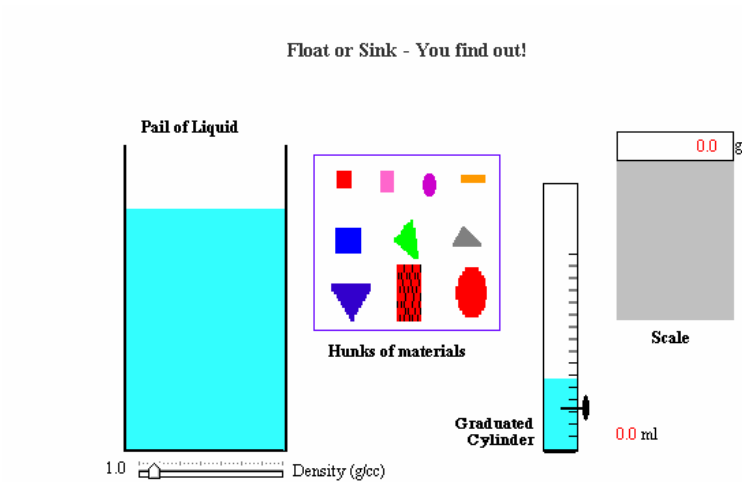 Float or Sink - You find out!
Pail of Liquid
0.0 g
Hunks of materials
Scale
Graduated
Cylinder
0.0 ml
1.0
Density (g/cc)